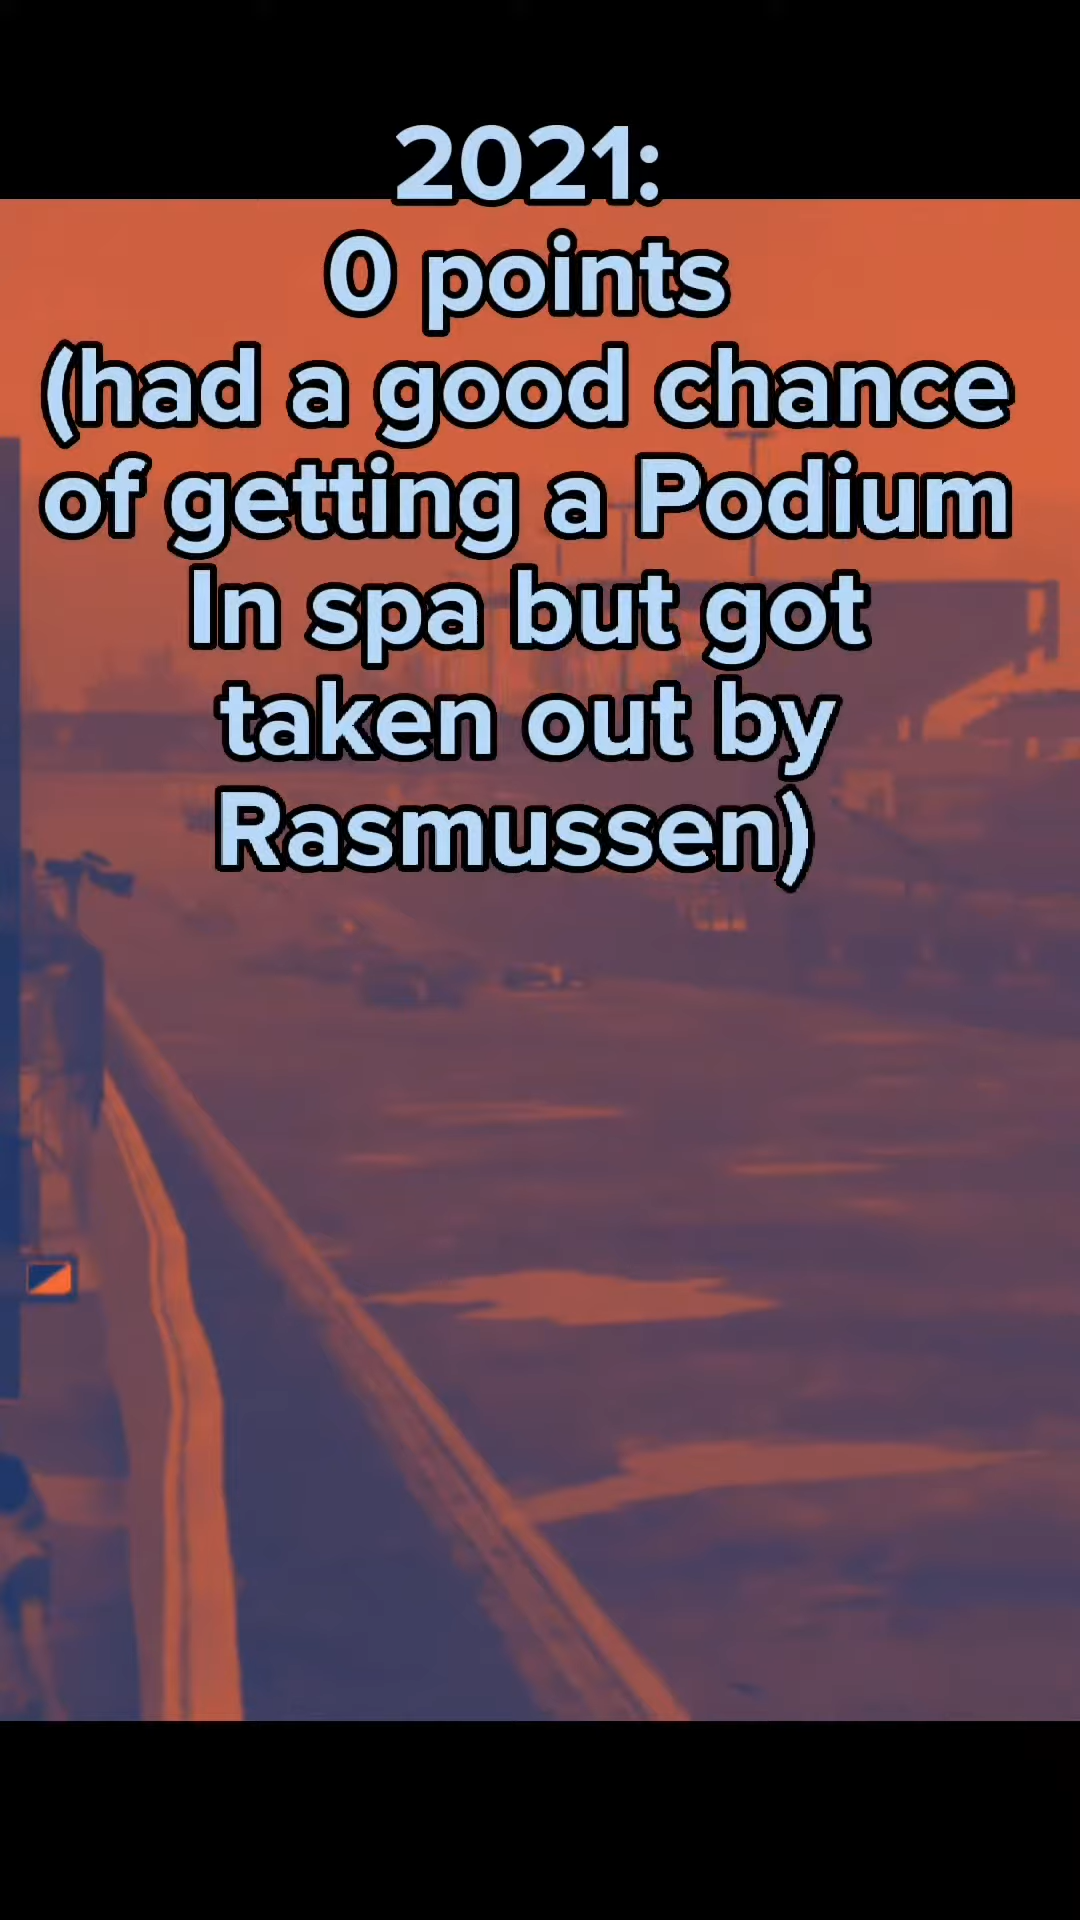 2021:
0 points
(had a good chance
of getting a Podium
In spa but got
taken out by
Rasmussen)